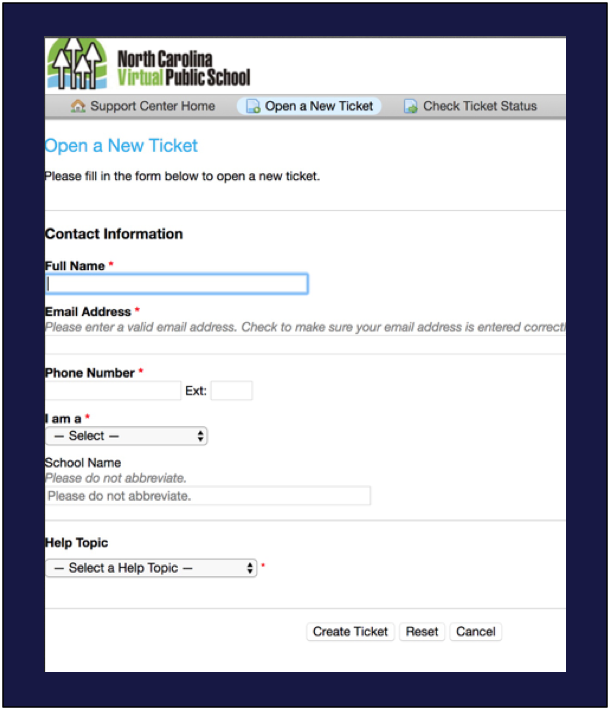 North Carolina
Virtual Public School
Support Center Home Open a New Ticket Check Ticket Status
Open a New Ticket
Please fill in the form below to open a new ticket.
Contact Information
Full Name *
Email Address *
Please enter a valid email address. Check to make sure your email address is entered correctl
Phone Number *
Ext:
I am a *
— Select —
School Name
Please do not abbreviate.
Please do not abbreviate.
Help Topic
— Select a Help Topic — *
Create Ticket Reset Cancel